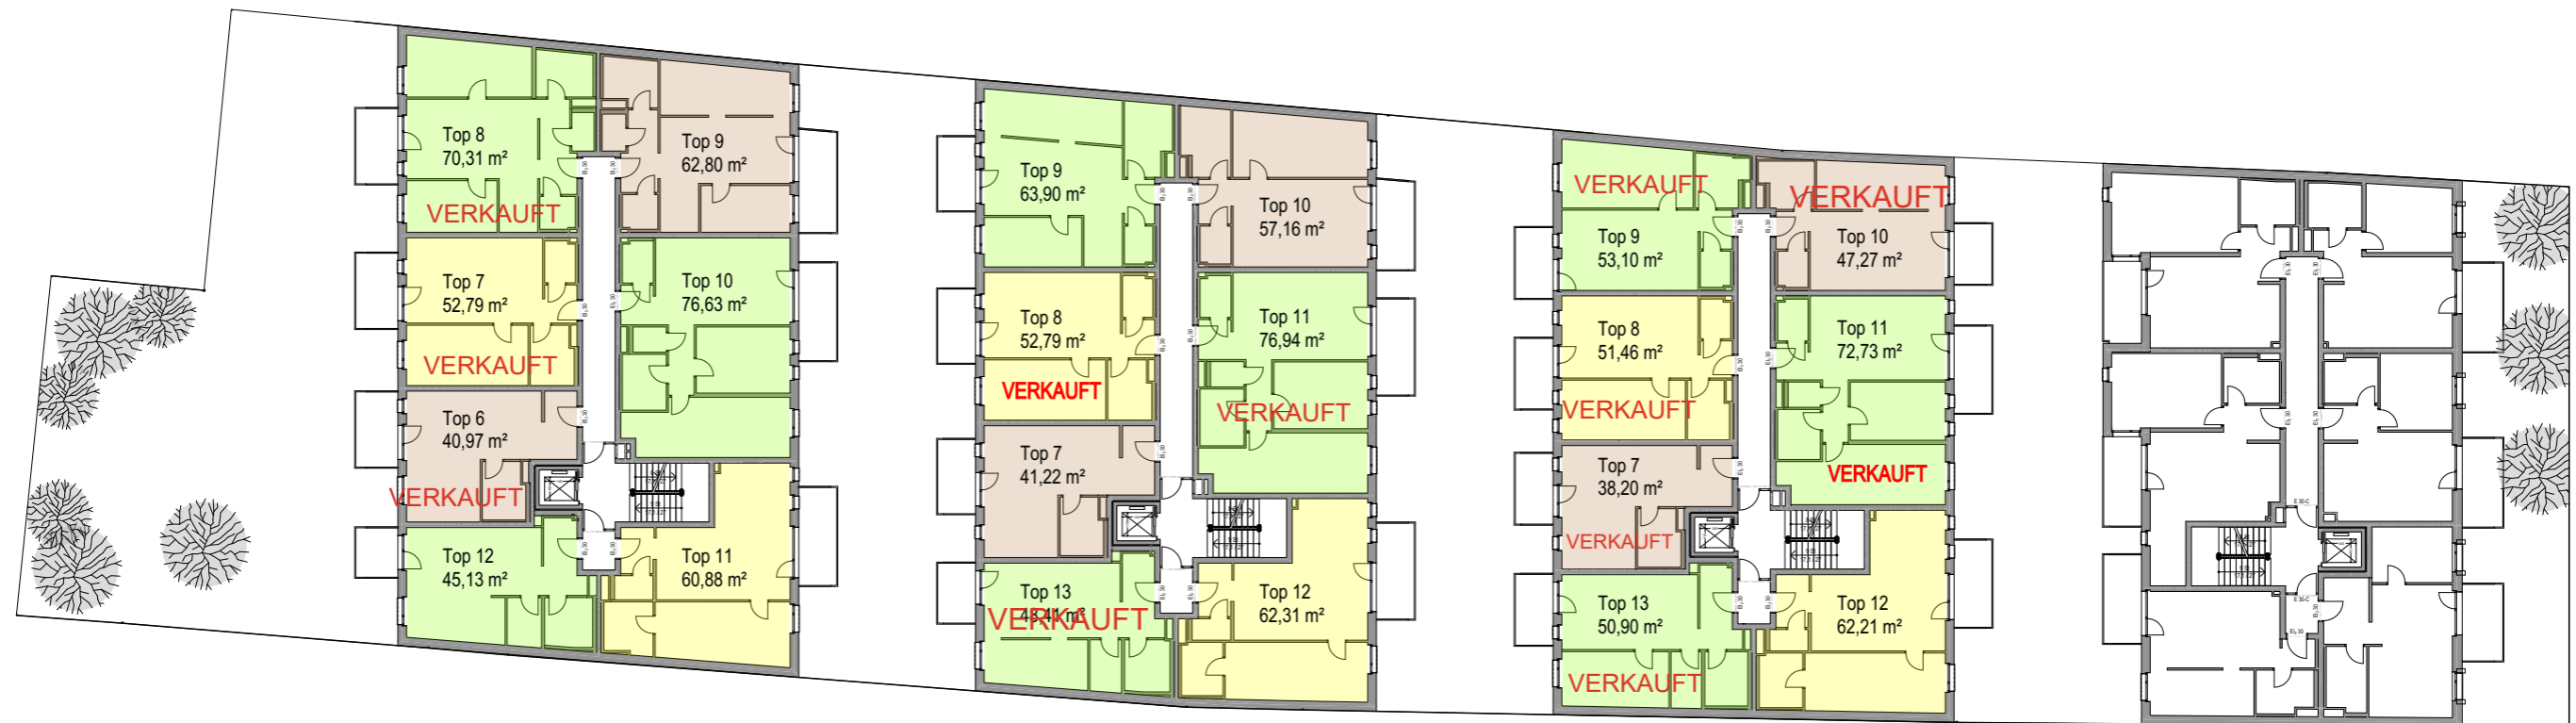 Top 8
70,31 m²
VERKAUFT
Top 9
62,80 m²
Top 7
52,79 m²
VERKAUFT
Top 10
76,63 m²
Top 6
40,97 m²
VERKAUFT
Top 12
45,13 m²
Top 11
60,88 m²
Top 9
63,90 m²
Top 10
57,16 m²
Top 8
52,79 m²
VERKAUFT
Top 11
76,94 m²
VERKAUFT
Top 7
41,22 m²
Top 13
VERKAUFT
Top 12
62,31 m²
VERKAUFT
Top 9
53,10 m²
VERKAUFT
Top 10
47,27 m²
Top 8
51,46 m²
VERKAUFT
Top 11
72,73 m²
VERKAUFT
Top 7
38,20 m²
VERKAUFT
Top 13
50,90 m²
VERKAUFT
Top 12
62,21 m²